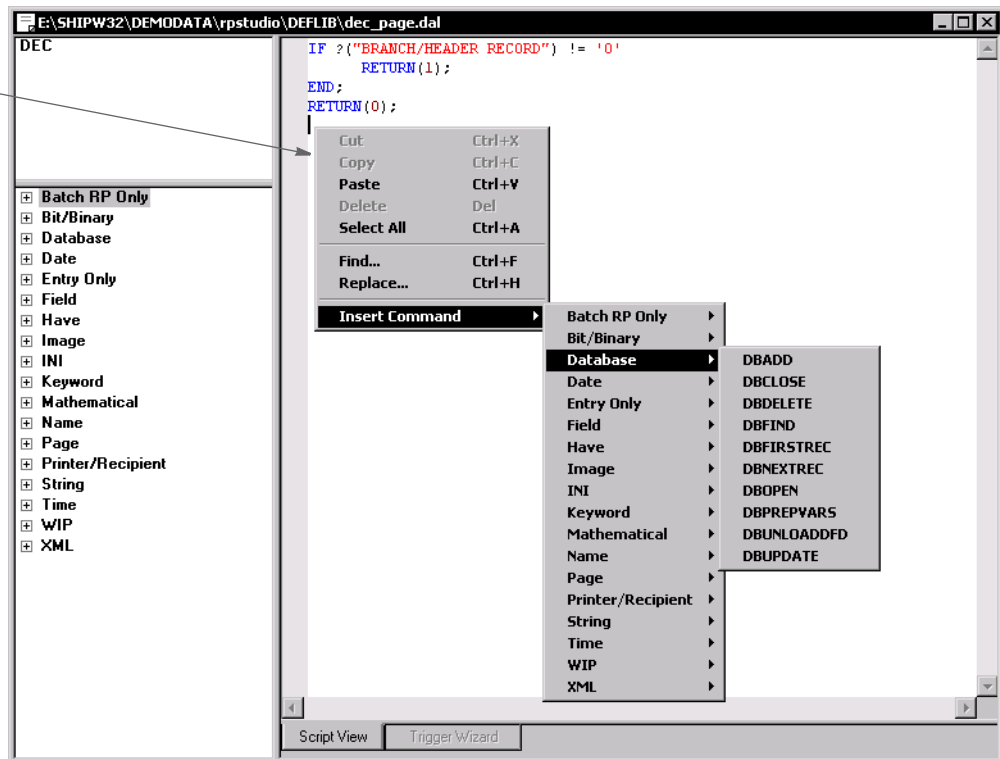 E:\SHIPW32\DEMODATA\rpstudio\DEFLIB\dec_page.dal
DEC
Batch RP Only
Bit/Binary
Database
Date
Entry Only
Field
Have
Image
INI
Keyword
Mathematical
Name
Page
Printer/Recipient
String
Time
WIP
XML
IF ?("BRANCH/HEADER RECORD") != '0'
RETURN(1);
END;
RETURN(0);
Cut Ctrl+X
Copy Ctrl+C
Paste Ctrl+V
Delete Del
Select All Ctrl+A
Find... Ctrl+F
Replace... Ctrl+H
Insert Command
Batch RP Only
Bit/Binary
Database
Date
Entry Only
Field
Have
Image
INI
Keyword
Mathematical
Name
Page
Printer/Recipient
String
Time
WIP
XML
DBADD
DBCLOSE
DBDELETE
DBFIND
DBFIRSTREC
DBNEXTREC
DBOPEN
DBPREPVARS
DBUNLOADDFD
DBUPDATE
Script View Trigger Wizard